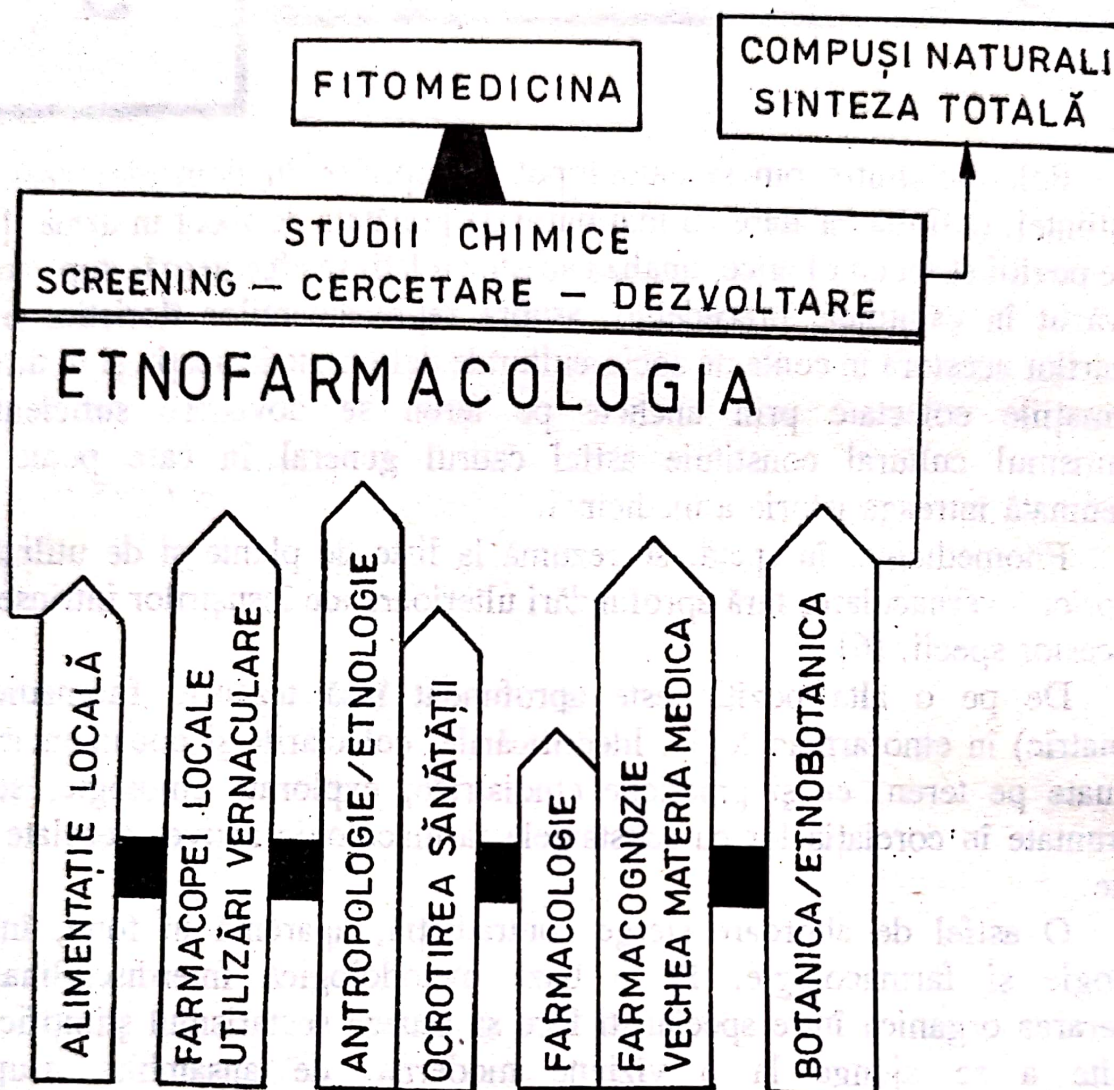 FITOMEDICINA
COMPUȘI NATURALI
SINTEZA TOTALĂ
STUDII CHIMICE
SCREENING – CERCETARE – DEZVOLTARE
ETNOFARMACOLOGIA
ALIMENTAȚIE LOCALĂ
FARMACOPEI LOCALE
UTILIZĂRI VERNACULARE
ANTROPOLOGIE/ETNOLOGIE
OCROTIREA SĂNĂTĂȚII
FARMACOLOGIE
FARMACOGNOZIE
VECHEA MATERIA MEDICA
BOTANICA/ETNOBOTANICA